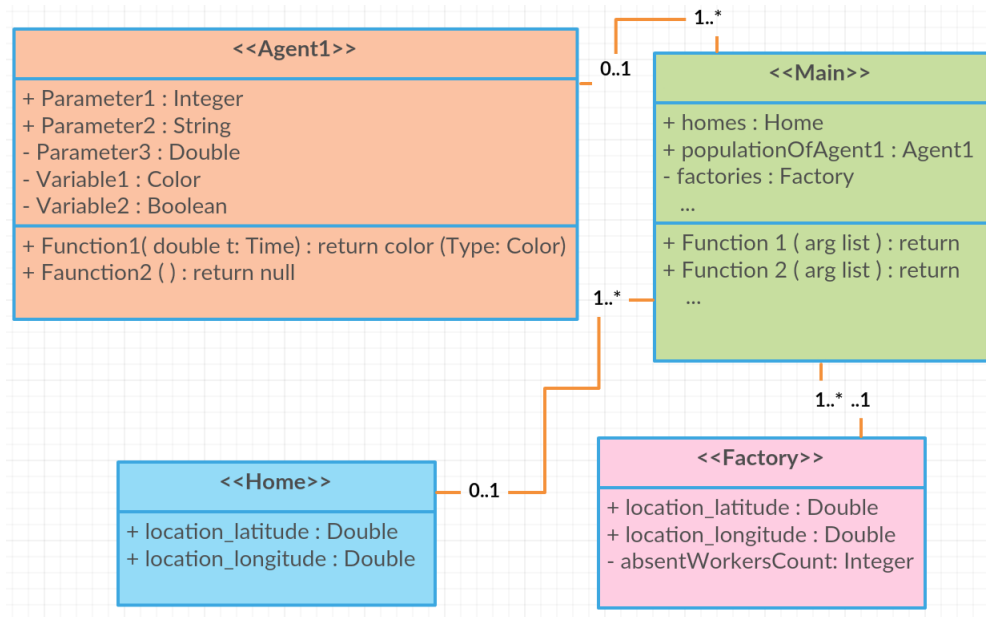 <<Agent1>>
+ Parameter1 : Integer
+ Parameter2 : String
- Parameter3 : Double
- Variable1 : Color
- Variable2 : Boolean
+ Function1( double t: Time) : return color (Type: Color)
+ Faunction2 ( ) : return null
0..1
1..*
<<Main>>
+ homes : Home
+ populationOfAgent1 : Agent1
- factories : Factory
...
+ Function 1 ( arg list ) : return
+ Function 2 ( arg list ) : return
...
1..*
1..* ..1
<<Home>>
+ location_latitude : Double
+ location_longitude : Double
0..1
<<Factory>>
+ location_latitude : Double
+ location_longitude : Double
- absentWorkersCount: Integer